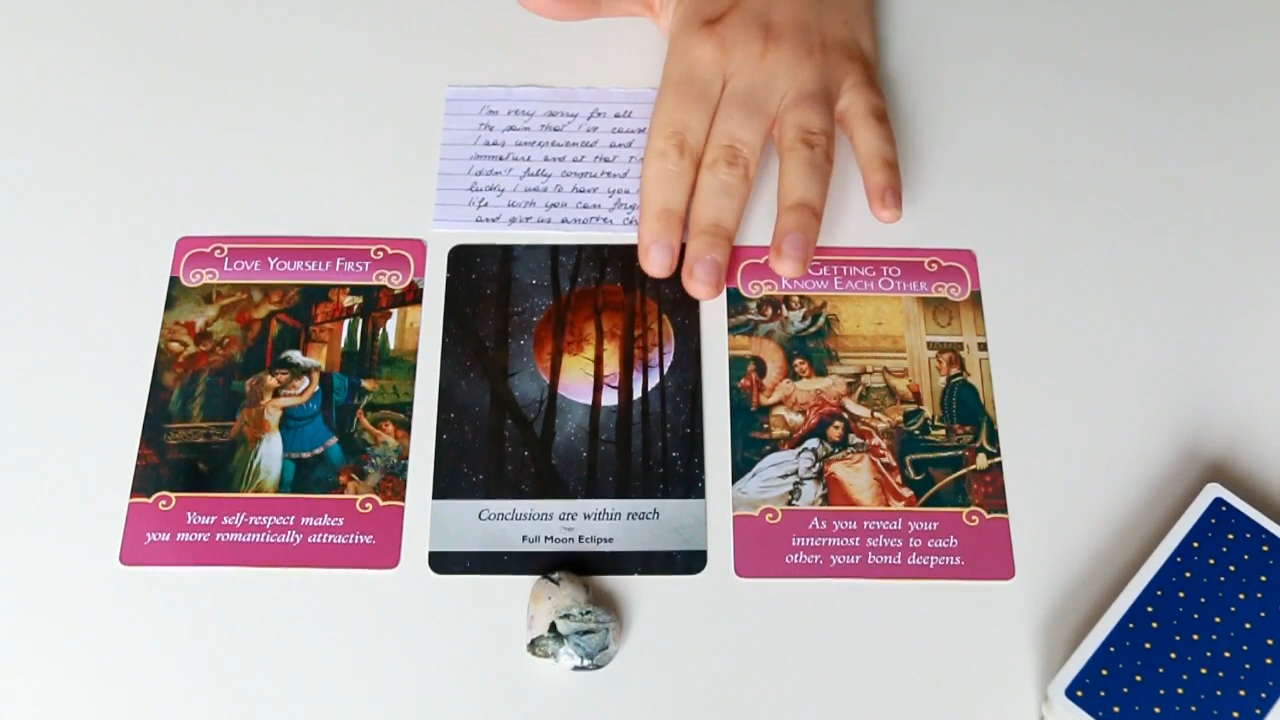 I'm very sorry for all
the pain that I've
I was unexperienced and
immature and at that
I didn't fully comprehend
lucky I was to have you
life. with you can
and give us another
LOVE YOURSELF FIRST
Your self-respect makes
you more romantically attractive.
Conclusions are within reach
Full Moon Eclipse
GETTING TO
KNOW EACH OTHER
As you reveal your
innermost selves to each
other, your bond deepens.